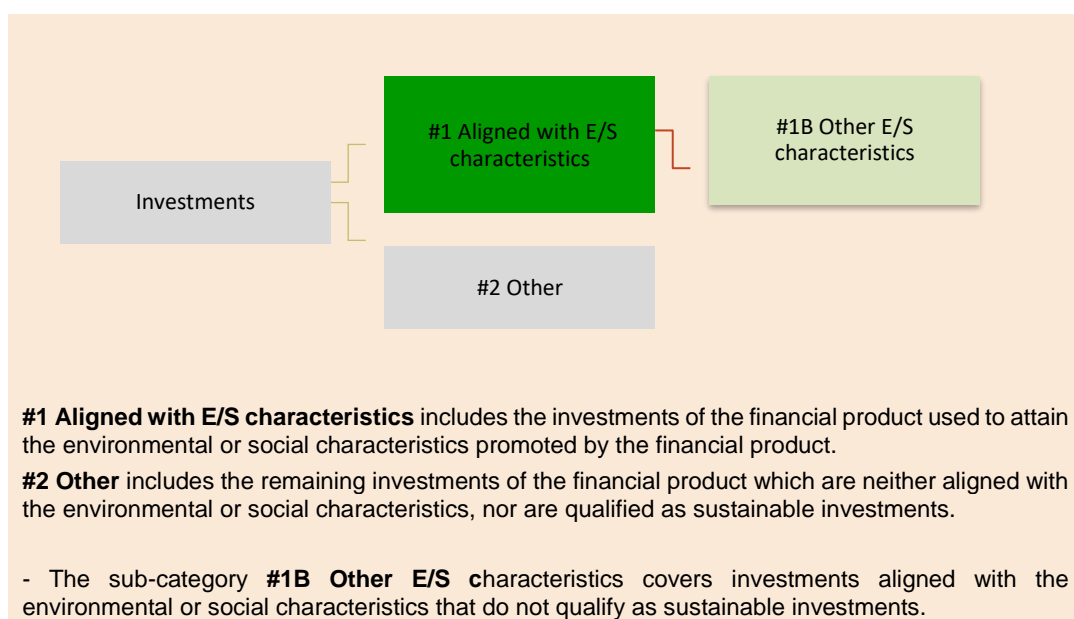 #1 Aligned with E/S
characteristics
#1B Other E/S
characteristics
Investments
#2 Other
#1 Aligned with E/S characteristics includes the investments of the financial product used to attain
the environmental or social characteristics promoted by the financial product.
#2 Other includes the remaining investments of the financial product which are neither aligned with
the environmental or social characteristics, nor are qualified as sustainable investments.
- The sub-category #1B Other E/S characteristics covers investments aligned with the
environmental or social characteristics that do not qualify as sustainable investments.